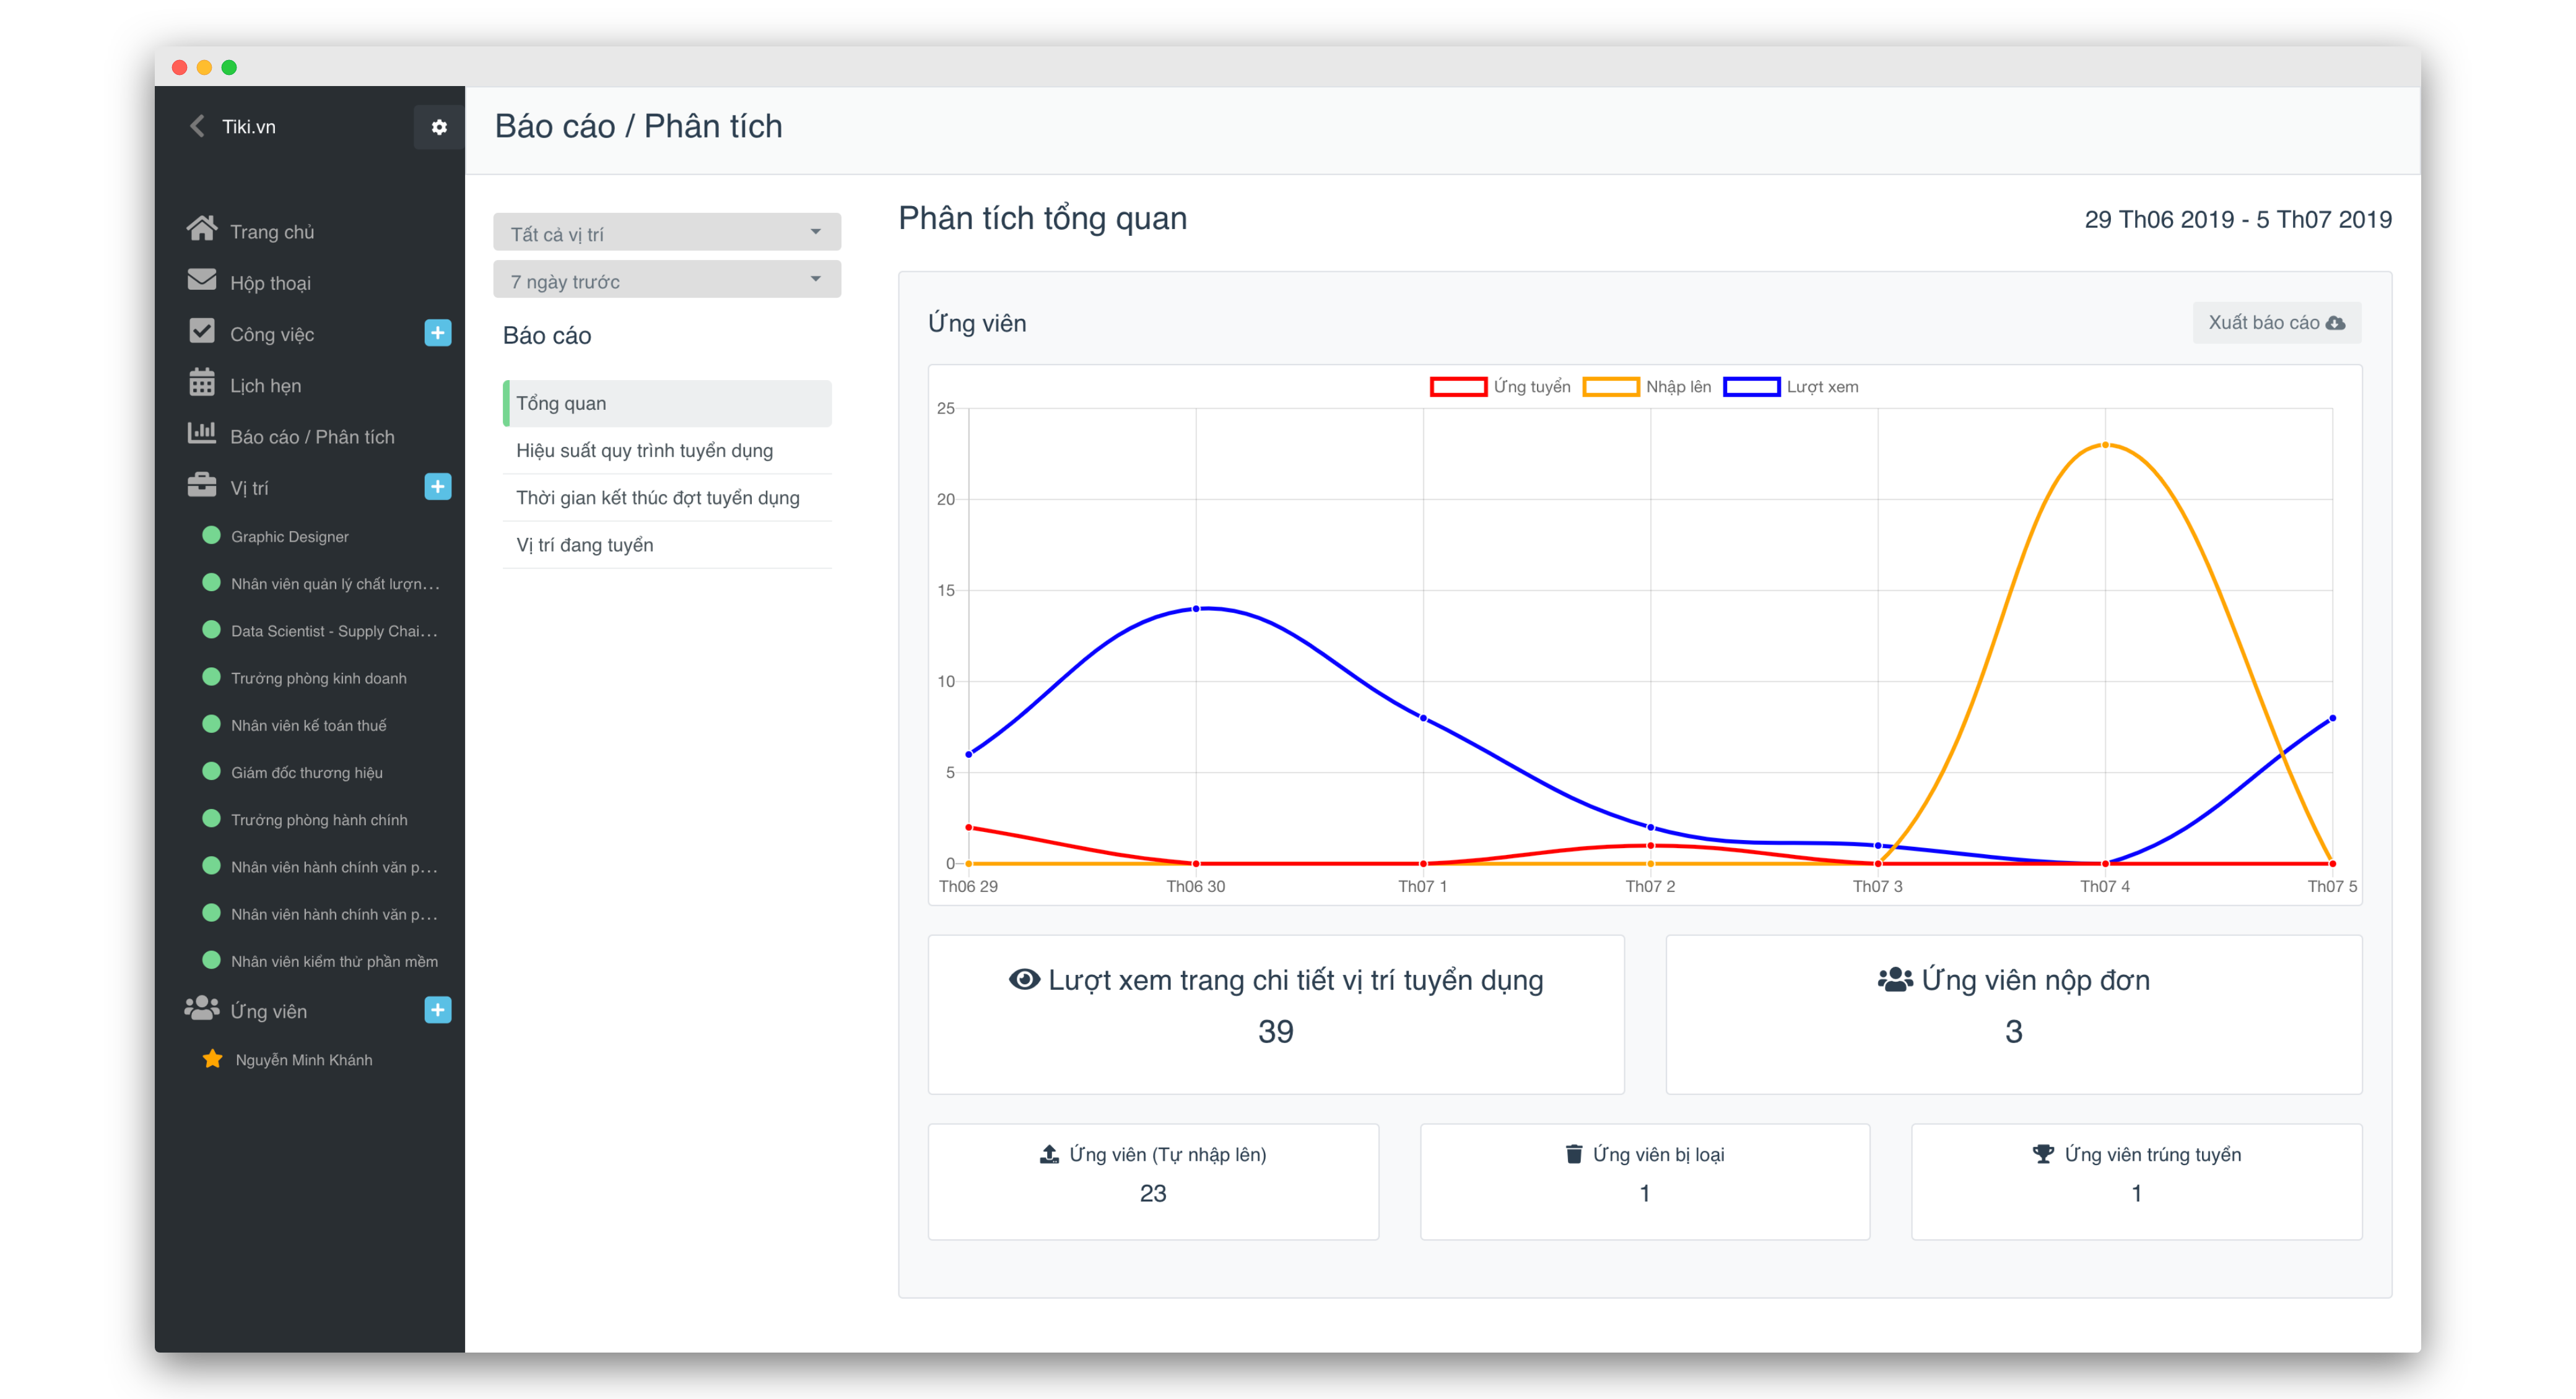 Tiki.vn
Báo cáo / Phân tích
Trang chủ
Hộp thoại
Công việc
Lịch hẹn
Báo cáo / Phân tích
Vị trí
Graphic Designer
Nhân viên quản lý chất lượn...
Data Scientist - Supply Chai...
Trưởng phòng kinh doanh
Nhân viên kế toán thuế
Giám đốc thương hiệu
Trưởng phòng hành chính
Nhân viên hành chính văn p...
Nhân viên hành chính văn p...
Nhân viên kiểm thử phần mềm
Ứng viên
Nguyễn Minh Khánh
Tất cả vị trí
7 ngày trước
Báo cáo
Tổng quan
Hiệu suất quy trình tuyển dụng
Thời gian kết thúc đợt tuyển dụng
Vị trí đang tuyển
Phân tích tổng quan
29 Th06 2019 - 5 Th07 2019
Ứng viên
Xuất báo cáo
Ứng tuyển Nhập lên Lượt xem
25
20
15
10
5
0
Th06 29 Th06 30 Th07 1 Th07 2 Th07 3 Th07 4 Th07 5
Lượt xem trang chi tiết vị trí tuyển dụng
39
Ứng viên nộp đơn
3
Ứng viên (Tự nhập lên)
23
Ứng viên bị loại
1
Ứng viên trúng tuyển
1